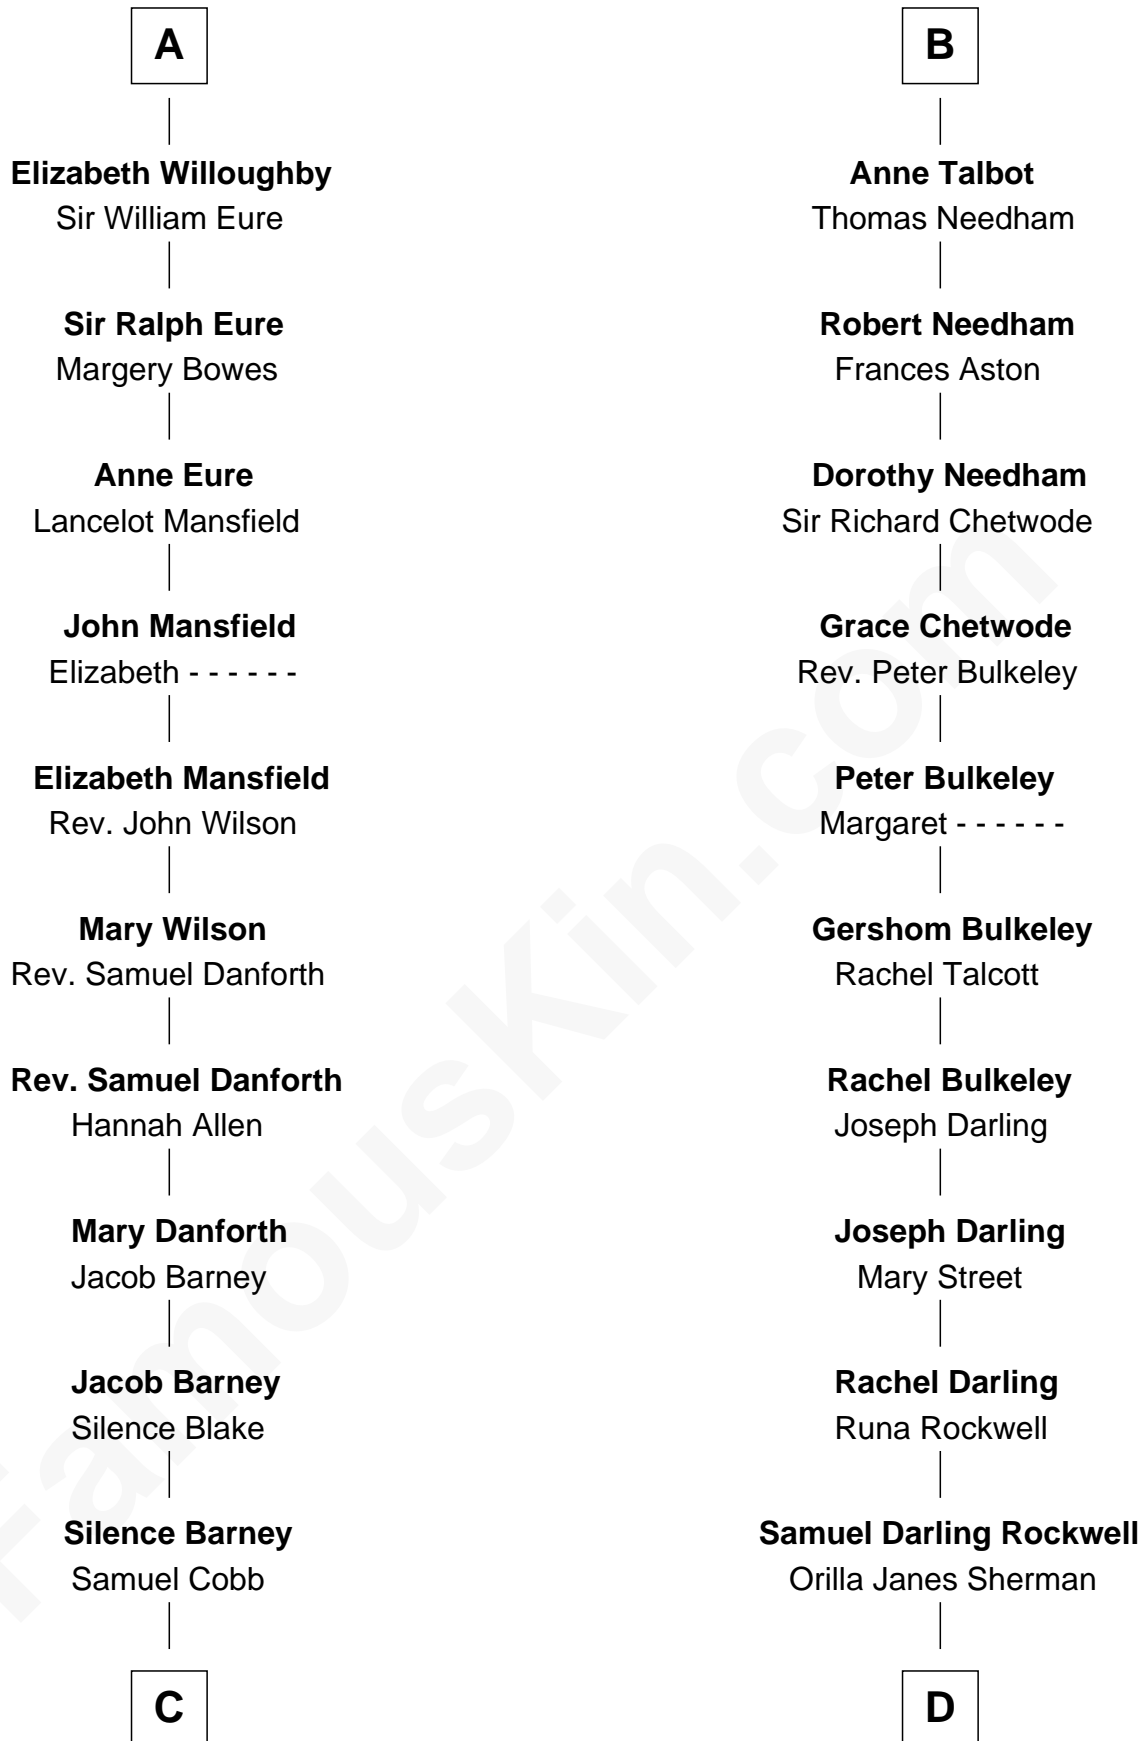 A
Elizabeth Willoughby
Sir William Eure
Sir Ralph Eure
Margery Bowes
Anne Eure
Lancelot Mansfield
John Mansfield
Elizabeth - - - - - -
Elizabeth Mansfield
Rev. John Wilson
Mary Wilson
Rev. Samuel Danforth
Rev. Samuel Danforth
Hannah Allen
Mary Danforth
Jacob Barney
Jacob Barney
Silence Blake
Silence Barney
Samuel Cobb
C
B
Anne Talbot
Thomas Needham
Robert Needham
Frances Aston
Dorothy Needham
Sir Richard Chetwode
Grace Chetwode
Rev. Peter Bulkeley
Peter Bulkeley
Margaret - - - - - -
Gershom Bulkeley
Rachel Talcott
Rachel Bulkeley
Joseph Darling
Joseph Darling
Mary Street
Rachel Darling
Runa Rockwell
Samuel Darling Rockwell
Orilla Janes Sherman
D
FamousKin.com